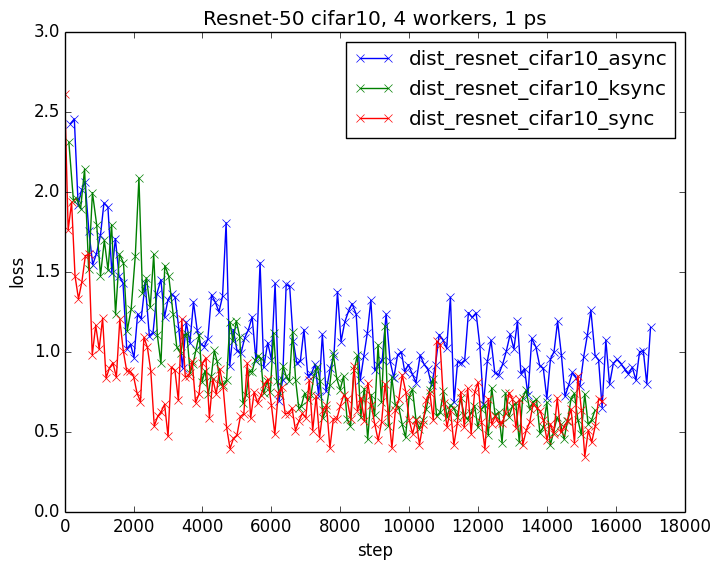 Resnet-50 cifar10, 4 workers, 1 ps
3.0
2.5
2.0
1.5
1.0
0.5
0.0
loss
dist_resnet_cifar10_async
dist_resnet_cifar10_ksync
dist_resnet_cifar10_sync
0 2000 4000 6000 8000 10000 12000 14000 16000 18000
step